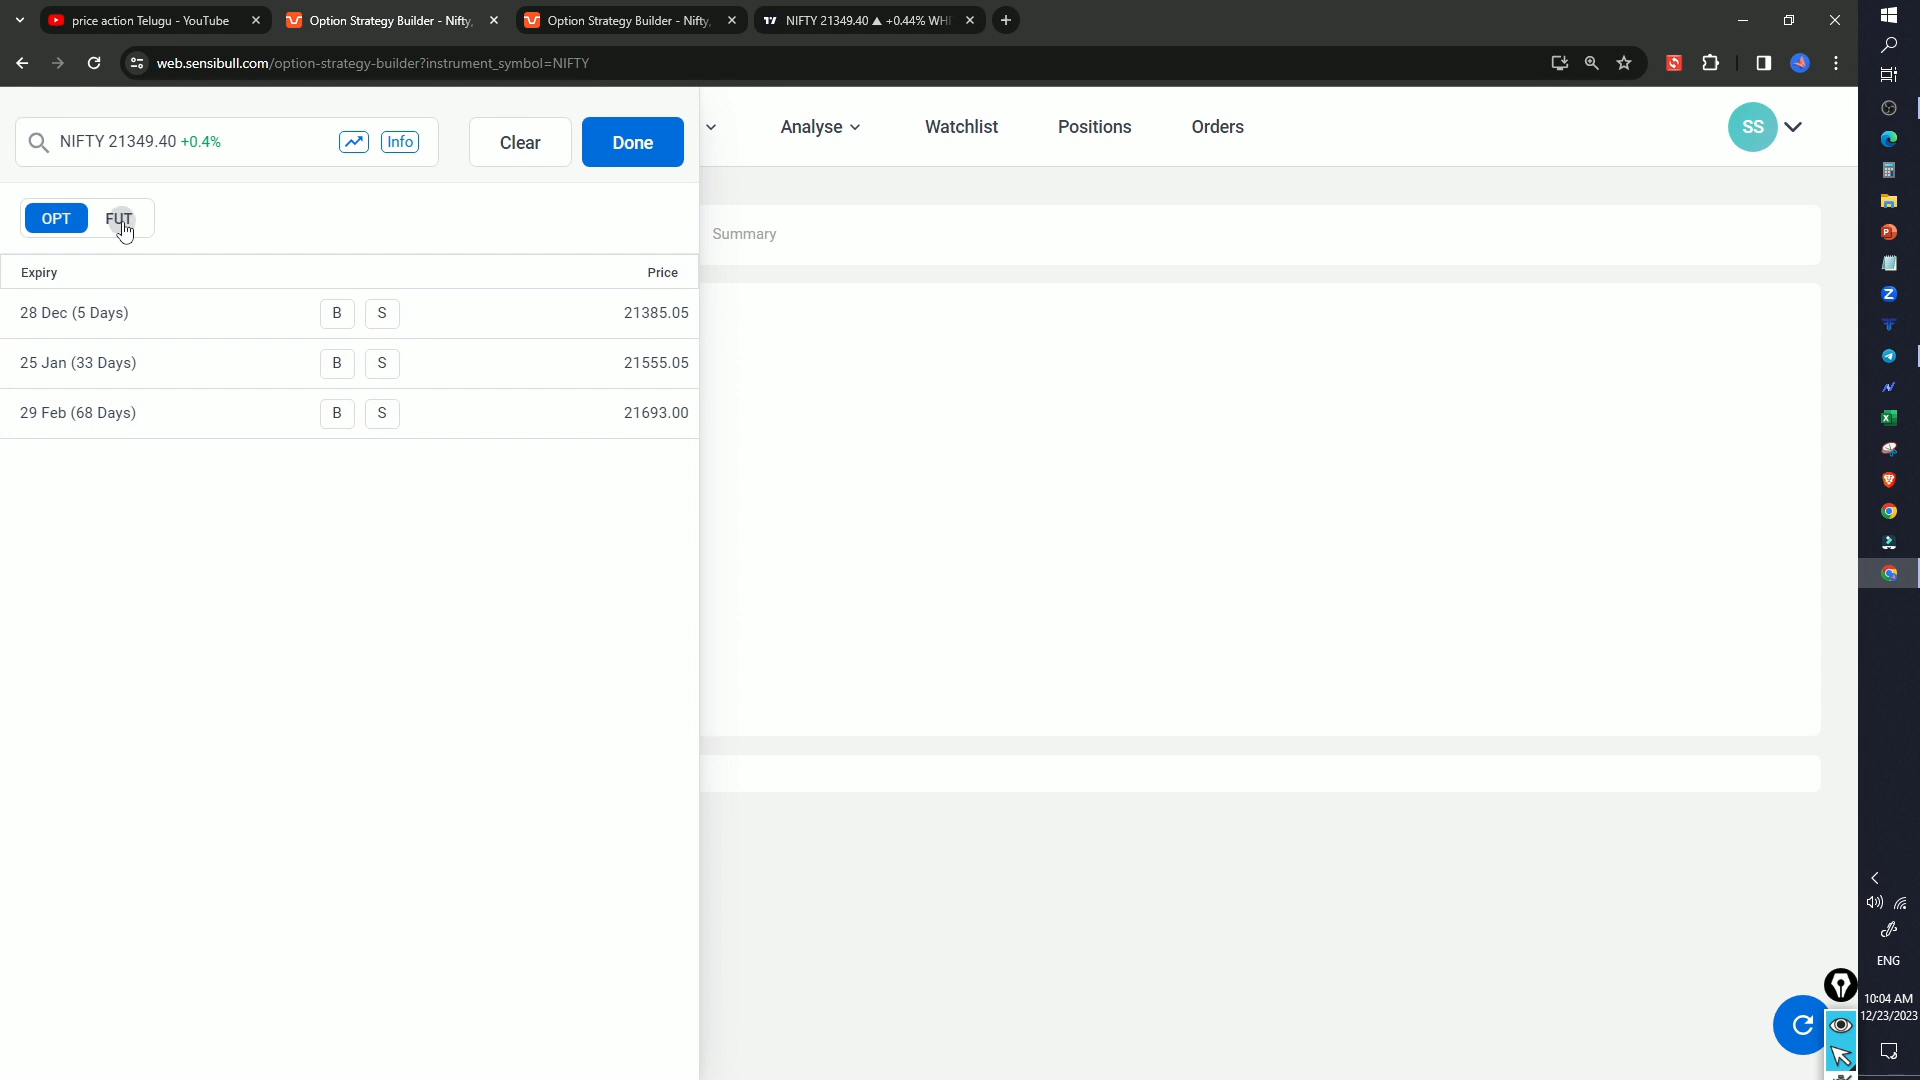 price action Telugu - YouTube
Option Strategy Builder - Nifty,
Option Strategy Builder - Nifty,
NIFTY 21349.40 ▲ +0.44% WH
web.sensibull.com/option-strategy-builder?instrument_symbol=NIFTY
NIFTY 21349.40 +0.4%
Info
Clear
Done
Analyse
Watchlist
Positions
Orders
SS
OPT
FUT
Summary
Expiry
Price
28 Dec (5 Days) B S 21385.05
25 Jan (33 Days) B S 21555.05
29 Feb (68 Days) B S 21693.00
ENG
10:04 AM
12/23/2023